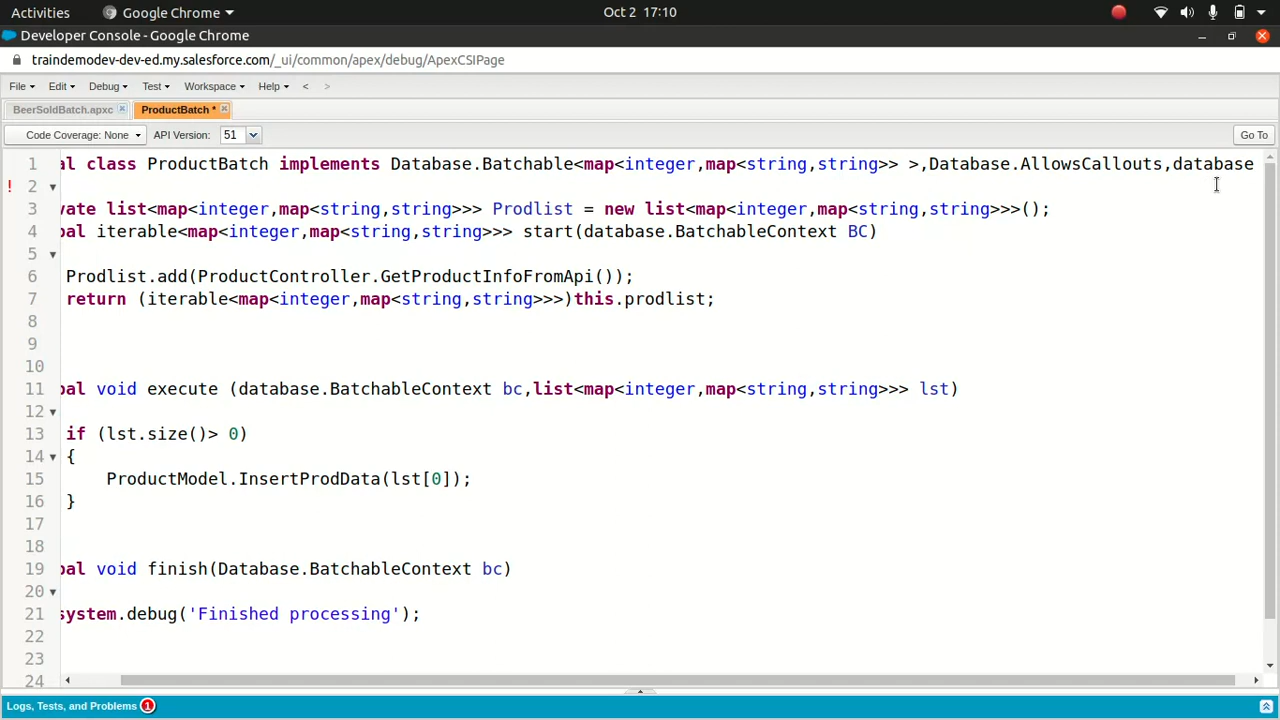 Activities Google Chrome Oct 2 17:10
Developer Console - Google Chrome
traindemodev-dev-ed.my.salesforce.com/_ui/common/apex/debug/ApexCSIPage
File Edit Debug Test Workspace Help < >
BeerSoldBatch.apxc ProductBatch *
Code Coverage: None API Version: 51 Go To
1 al class ProductBatch implements Database.Batchable<map<integer,map<string,string>> >,Database.AllowsCallouts,database
! 2
3 vate list<map<integer,map<string,string>>> Prodlist = new list<map<integer,map<string,string>>>();
4 bal iterable<map<integer,map<string,string>>> start(database.BatchableContext BC)
5
6 Prodlist.add(ProductController.GetProductInfoFromApi());
7 return (iterable<map<integer,map<string,string>>>)this.prodlist;
8
9
10
11 bal void execute (database.BatchableContext bc,list<map<integer,map<string,string>>> lst)
12
13 if (lst.size()> 0)
14 {
15 ProductModel.InsertProdData(lst[0]);
16 }
17
18
19 bal void finish(Database.BatchableContext bc)
20
21 system.debug('Finished processing');
22
23
24
Logs, Tests, and Problems 1